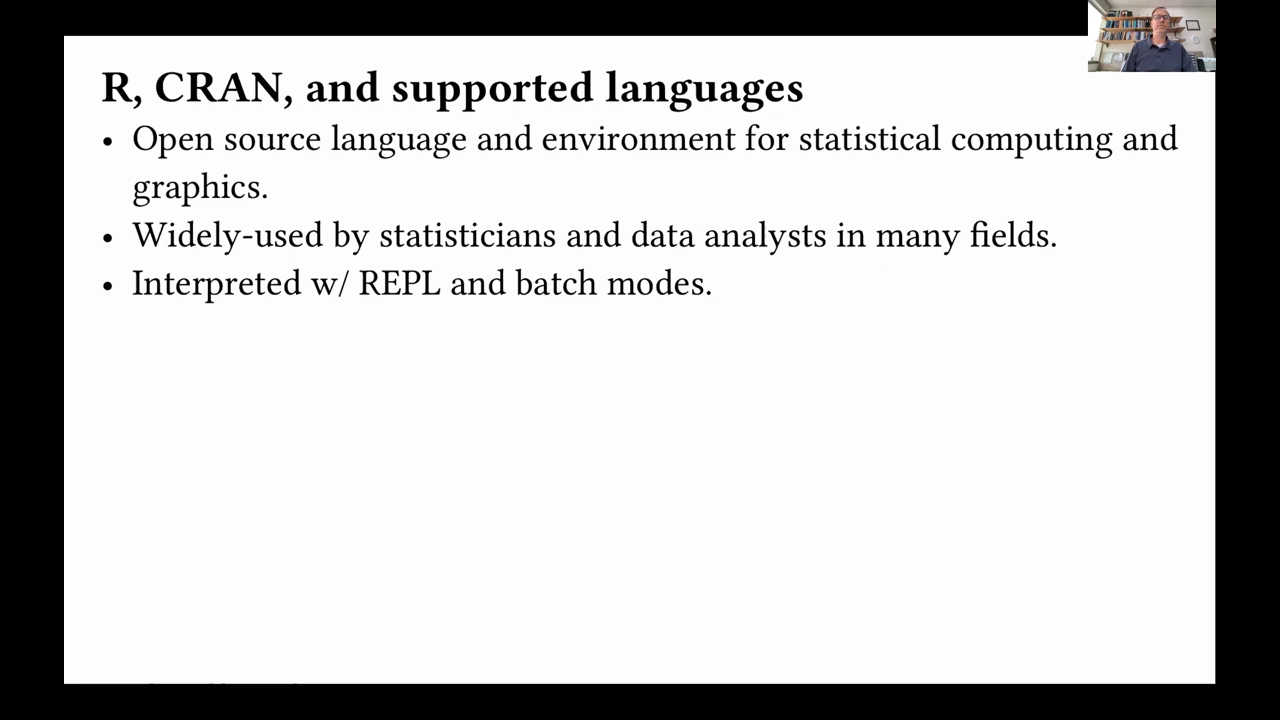 R, CRAN, and supported languages
• Open source language and environment for statistical computing and
graphics.
• Widely-used by statisticians and data analysts in many fields.
• Interpreted w/ REPL and batch modes.